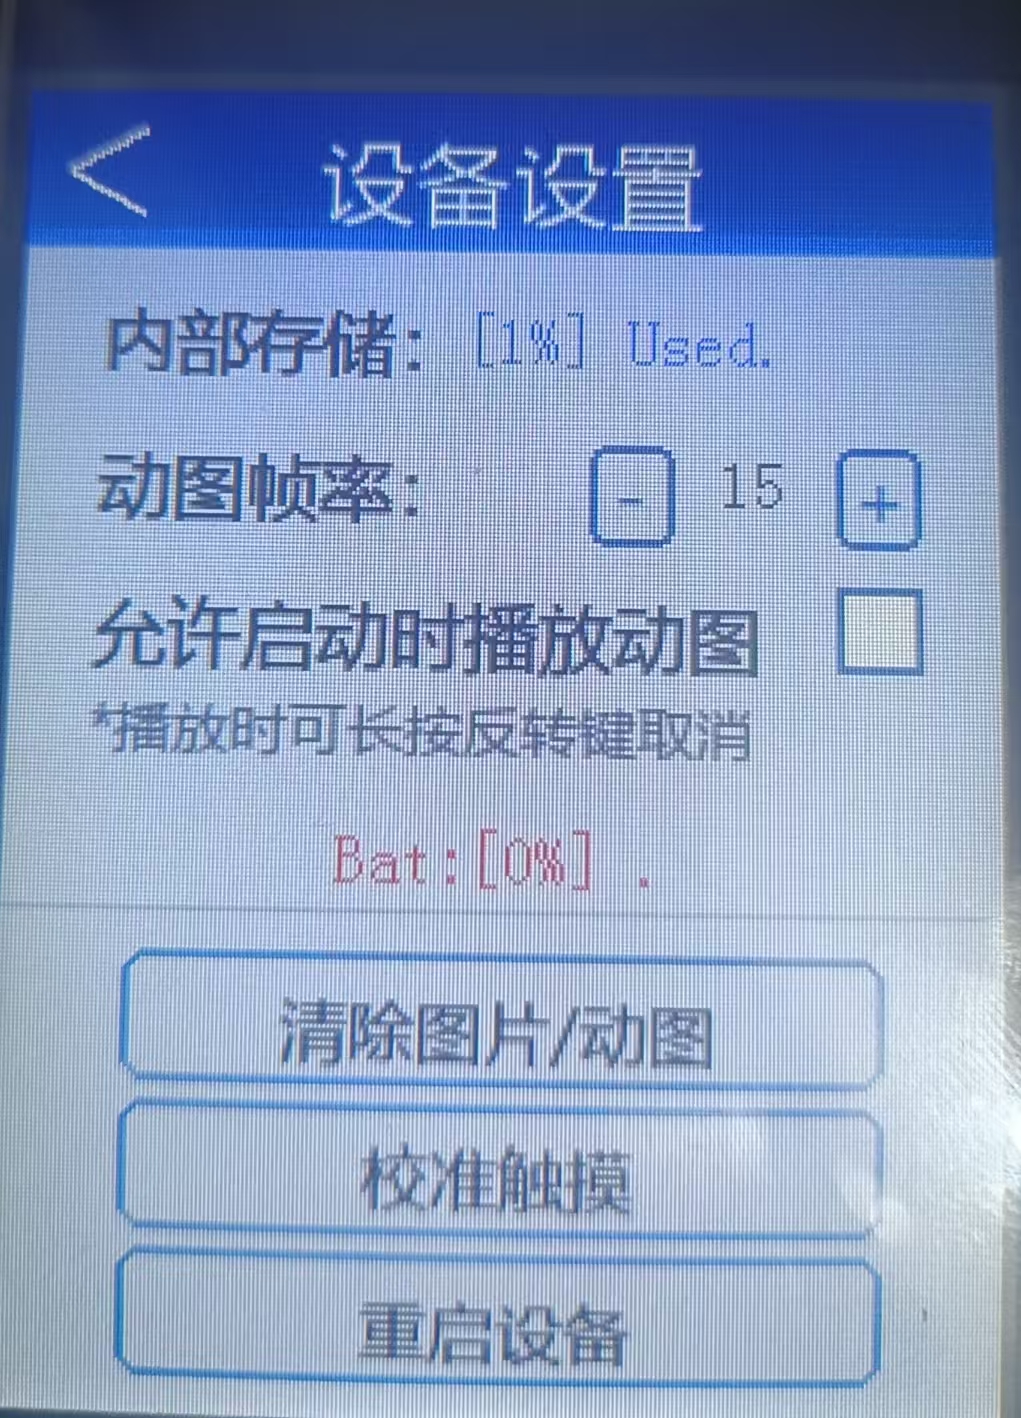 < 设备设置
内部存储: [1%] Used.
动图帧率: - 15 +
允许启动时播放动图
*播放时可长按反转键取消
Bat:[0%] .
清除图片/动图
校准触摸
重启设备